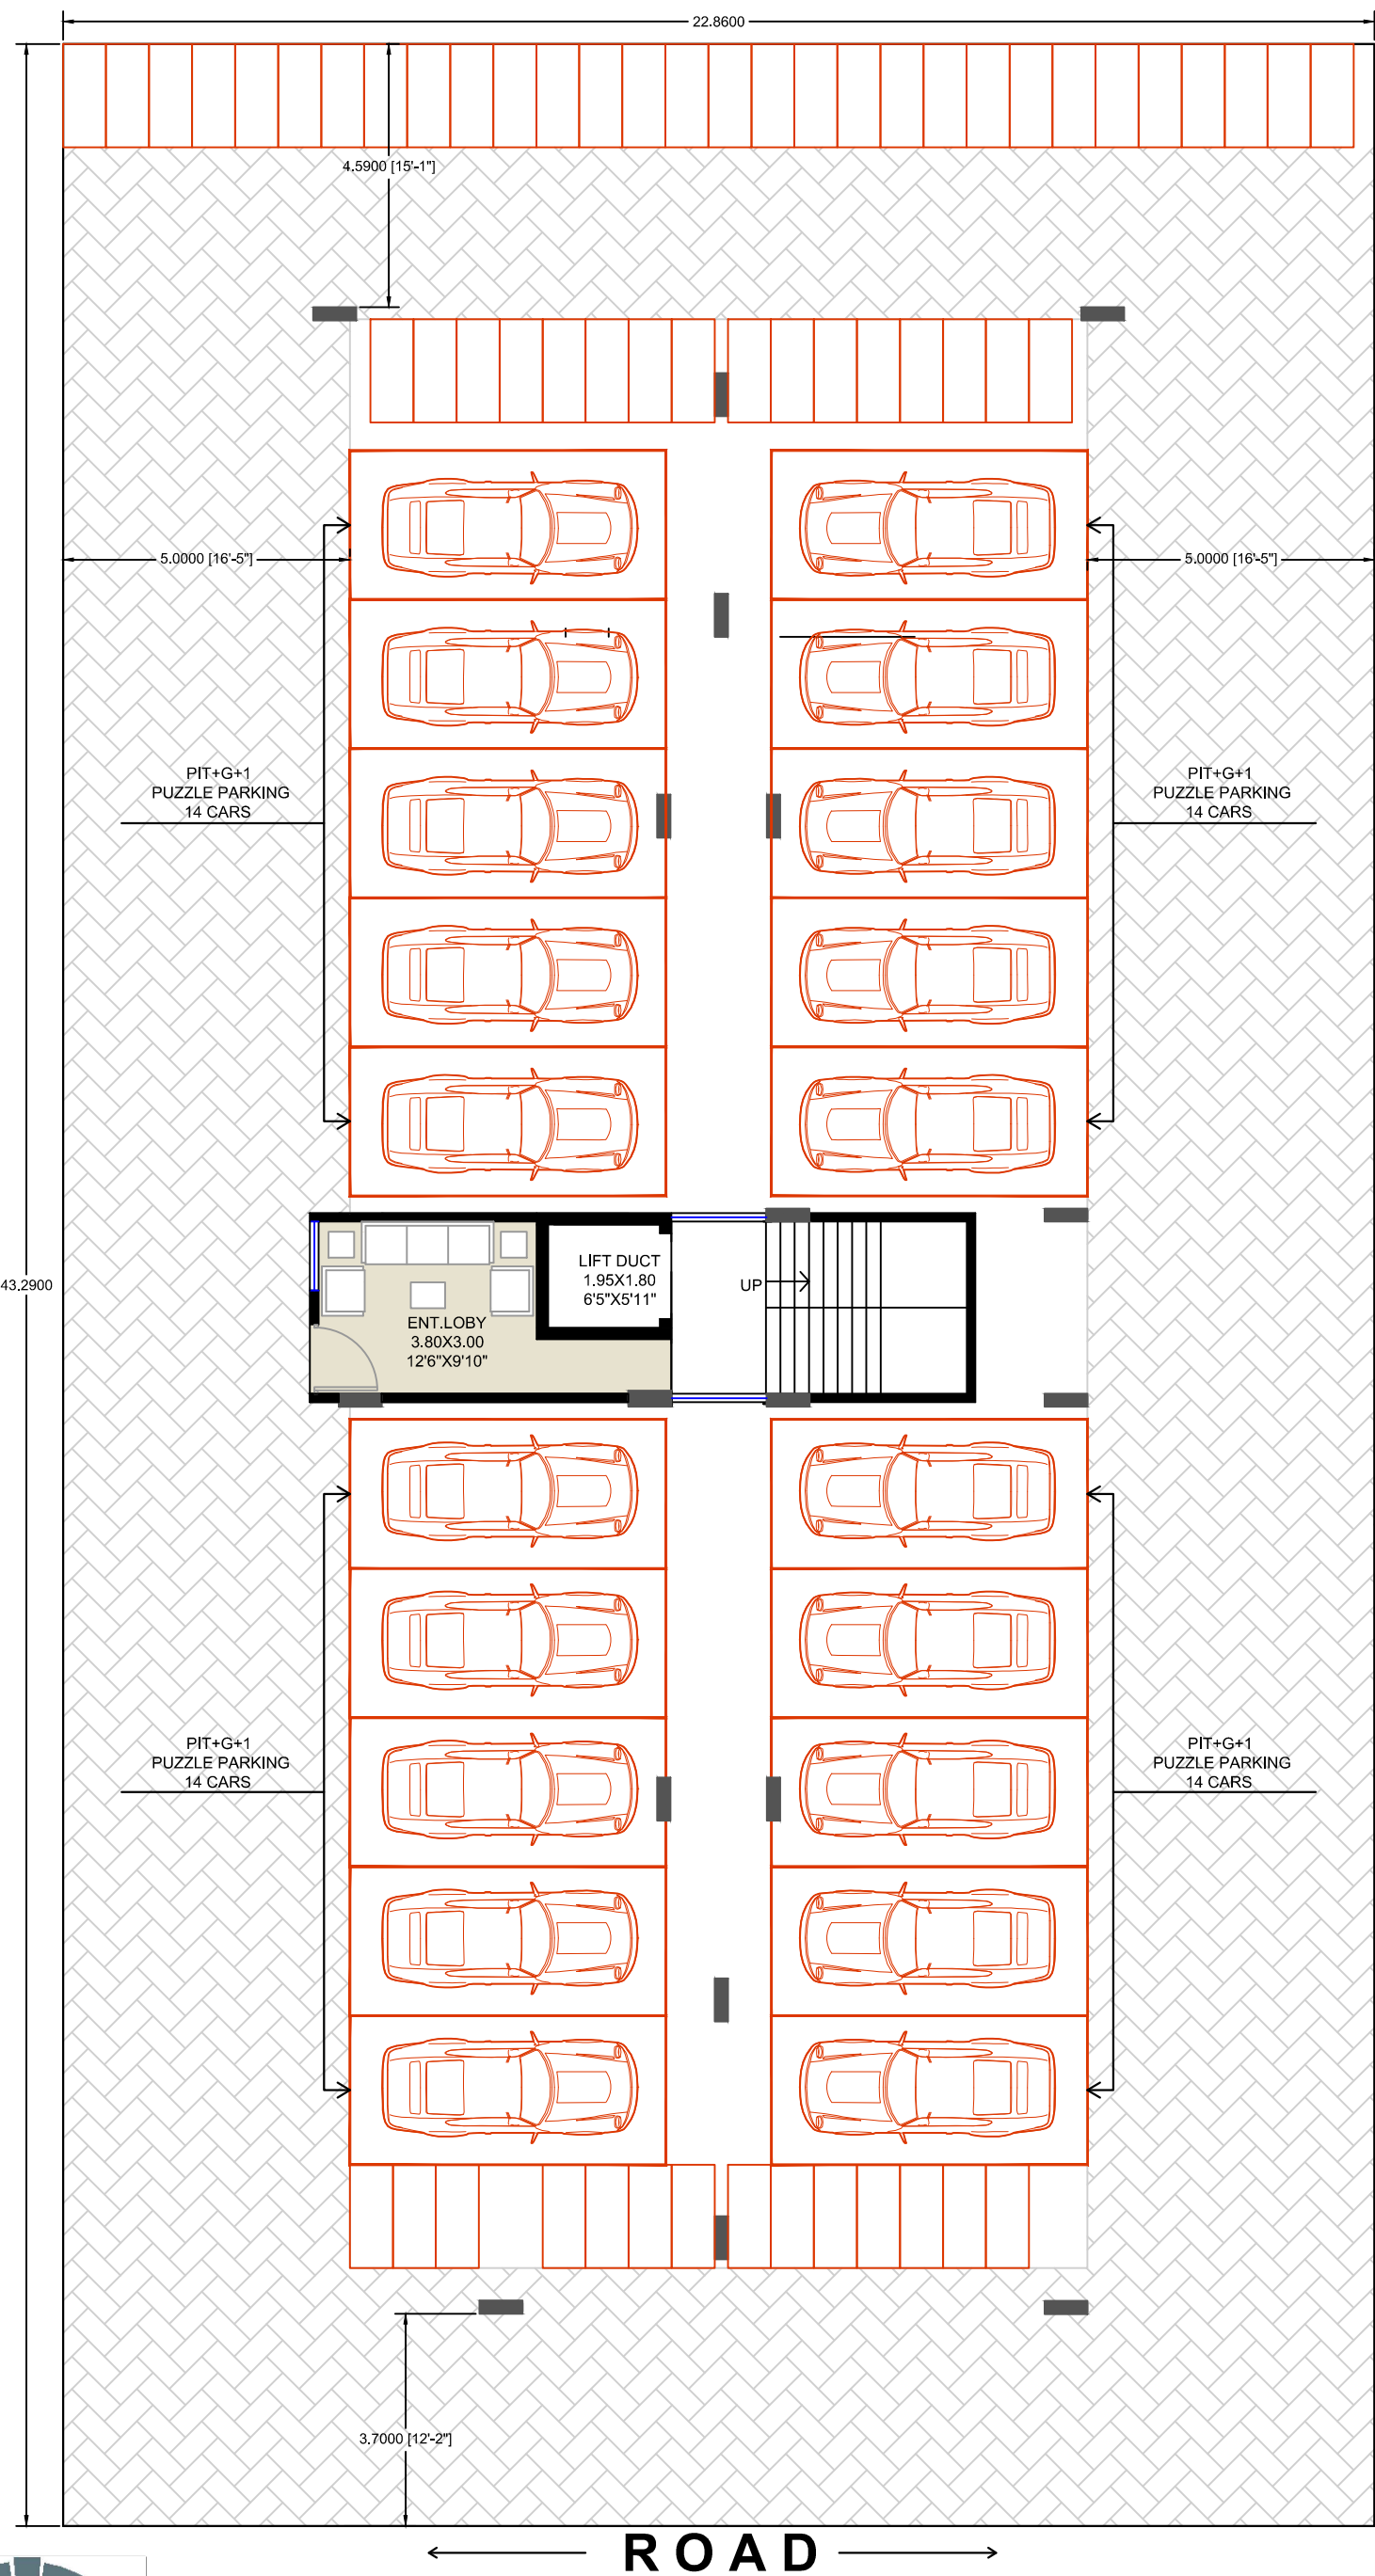 22.8600
4.5900 [15'-1"]
5.0000 [16'-5"]
5.0000 [16'-5"]
PIT+G+1
PUZZLE PARKING
14 CARS
PIT+G+1
PUZZLE PARKING
14 CARS
43.2900
LIFT DUCT
1.95X1.80
6'5"X5'11"
UP
ENT.LOBY
3.80X3.00
12'6"X9'10"
PIT+G+1
PUZZLE PARKING
14 CARS
PIT+G+1
PUZZLE PARKING
14 CARS
3.7000 [12'-2"]
ROAD